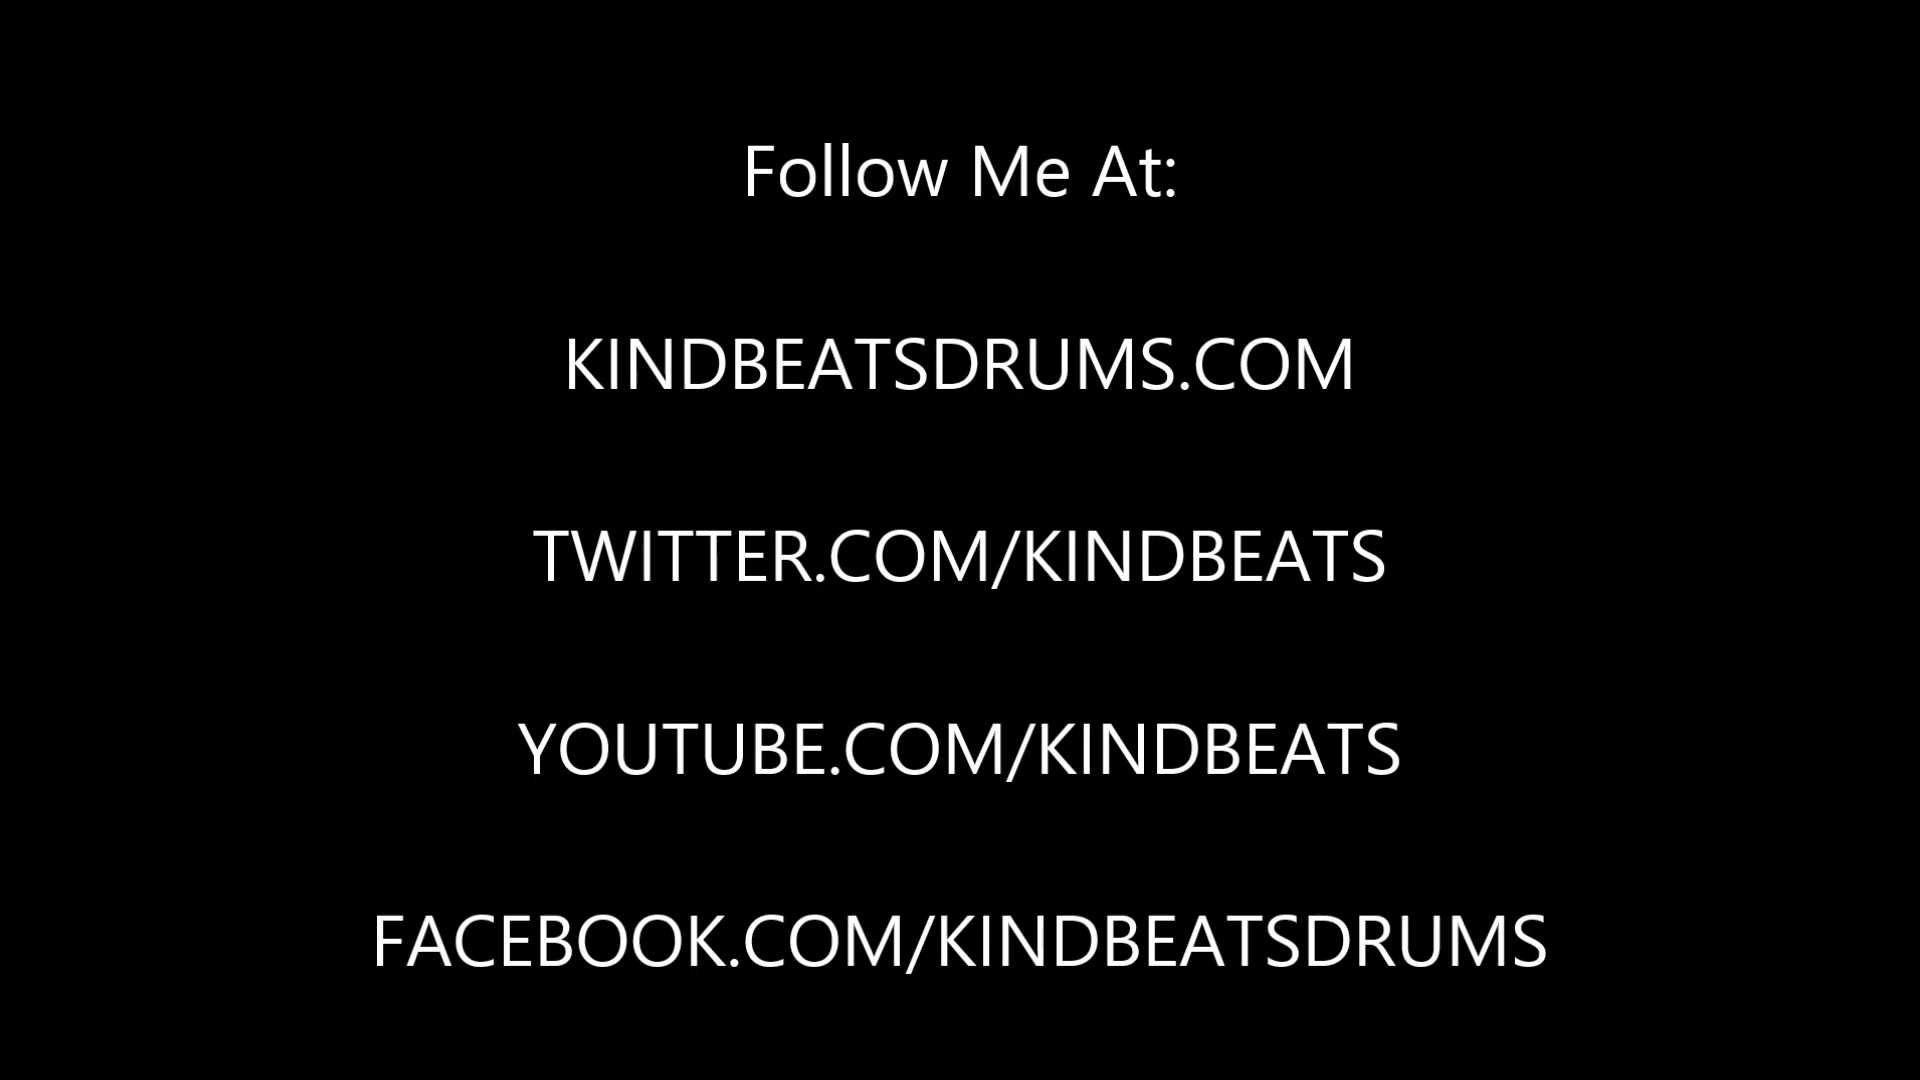 Follow Me At:
KINDBEATSDRUMS.COM
TWITTER.COM/KINDBEATS
YOUTUBE.COM/KINDBEATS
FACEBOOK.COM/KINDBEATSDRUMS